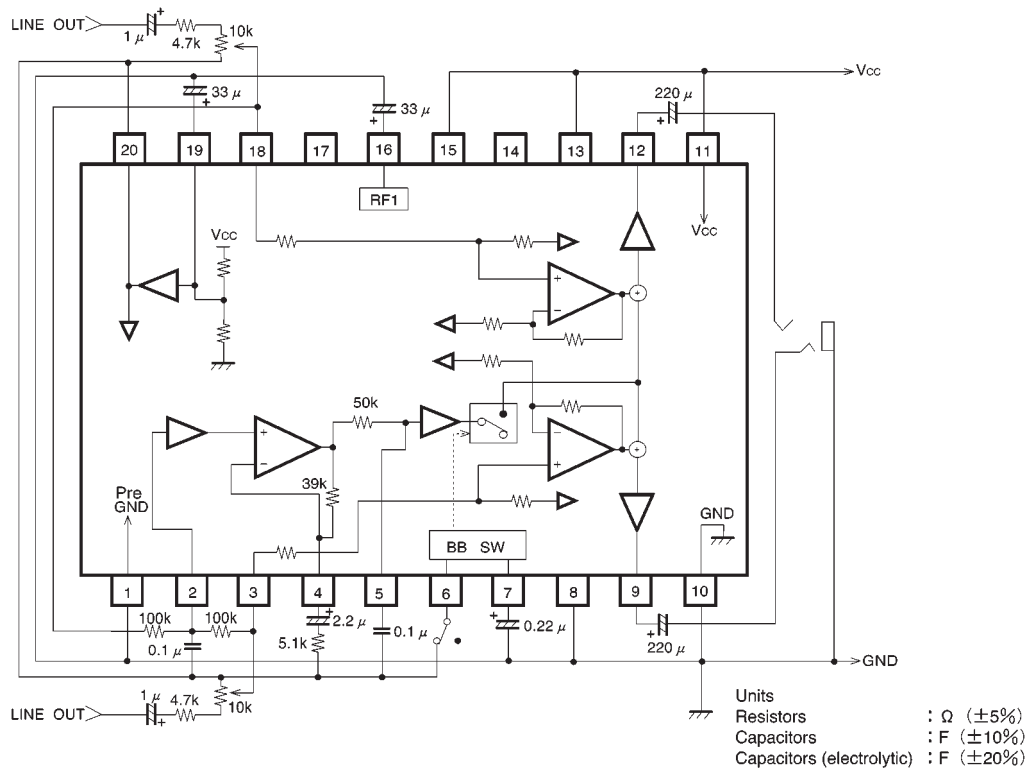 LINE OUT
1 μ
+
4.7k
10k
33 μ
+
33 μ
+
220 μ
+
Vcc
20
19
18
17
16
15
14
13
12
11
RF1
Vcc
Vcc
+
−
+
50k
+
−
39k
−
+
+
Pre
GND
BB SW
GND
1
2
3
4
5
6
7
8
9
10
100k
100k
0.1 μ
+
2.2 μ
5.1k
0.1 μ
+
0.22 μ
+
220 μ
GND
LINE OUT
1 μ
+
4.7k
10k
Units
Resistors : Ω (±5%)
Capacitors : F (±10%)
Capacitors (electrolytic) : F (±20%)